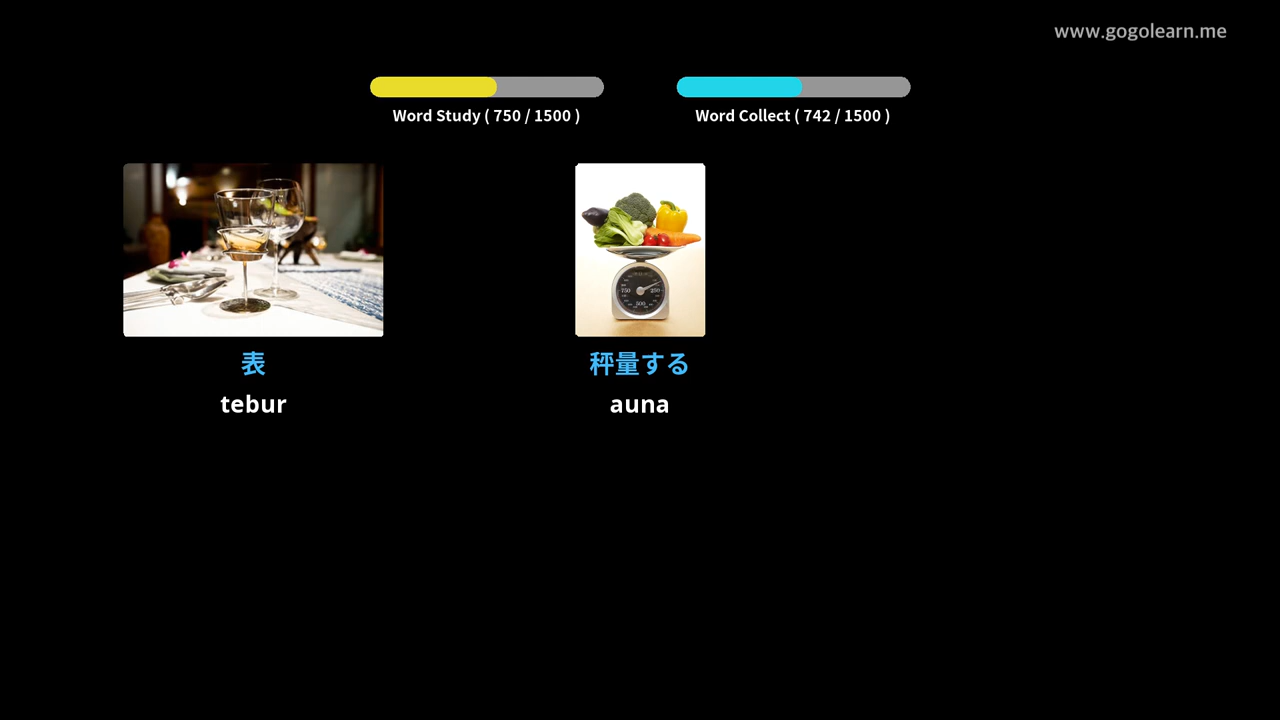 www.gogolearn.me
Word Study ( 750 / 1500 )
Word Collect ( 742 / 1500 )
表
tebur
秤量する
auna